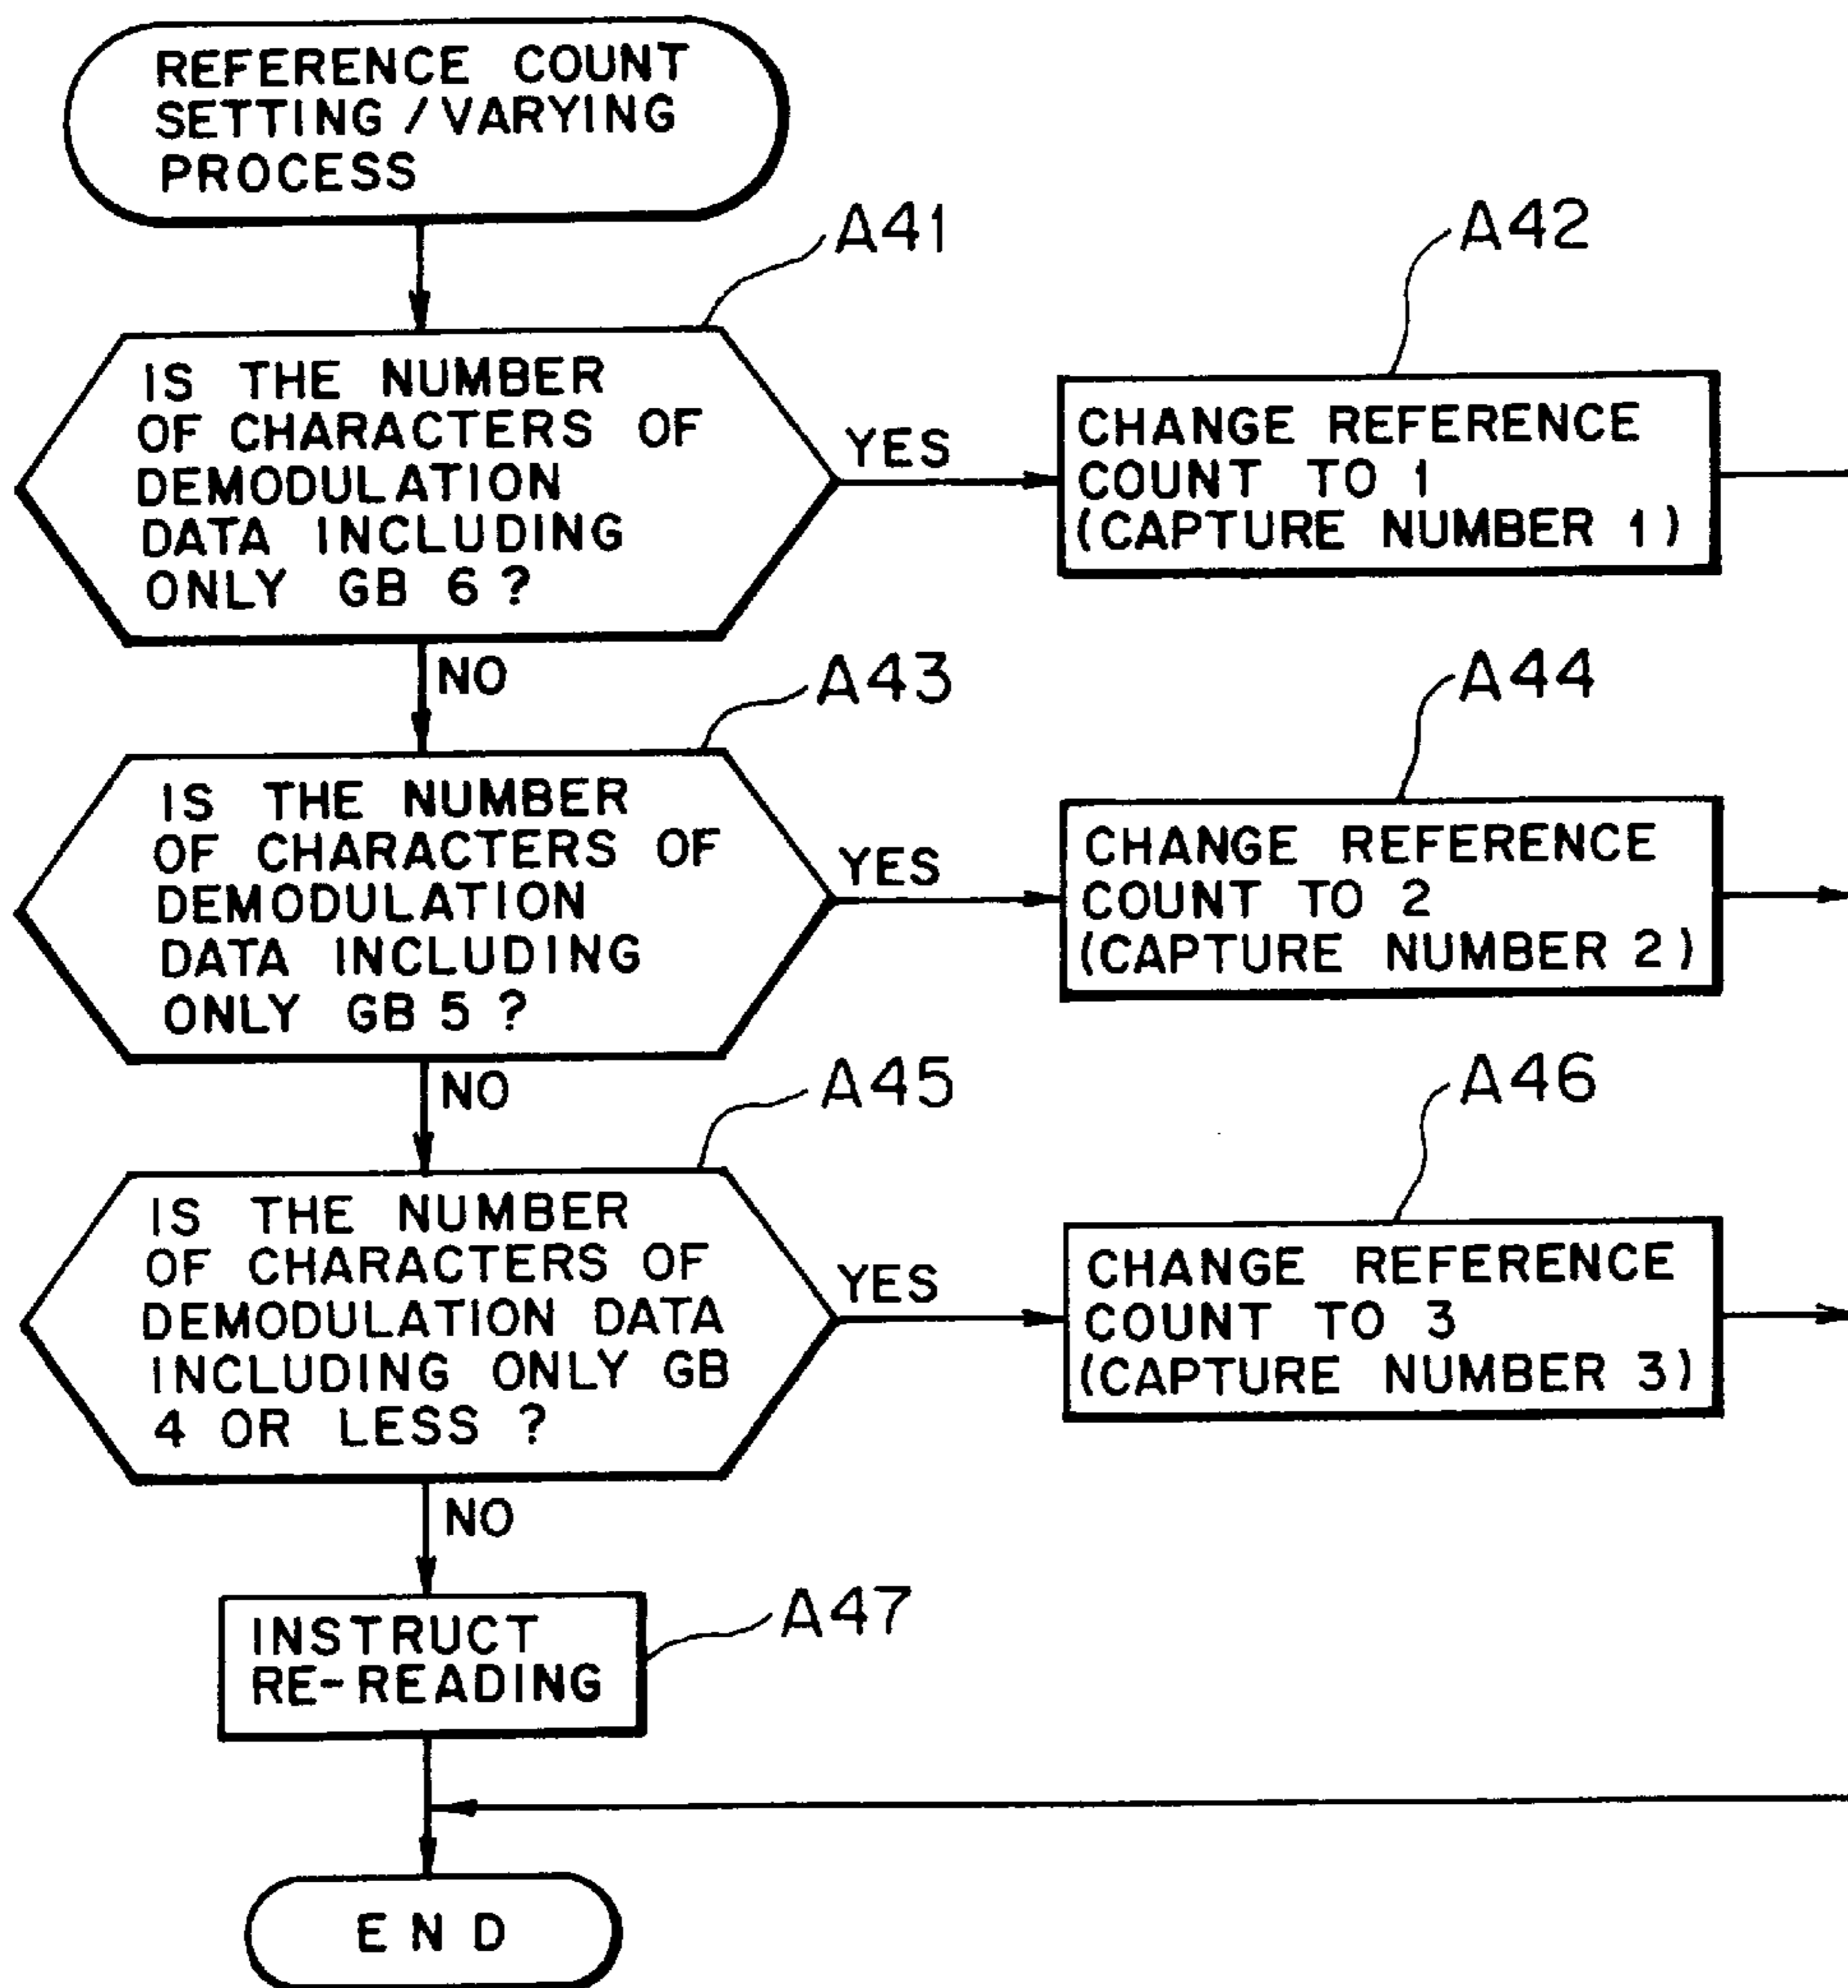 REFERENCE COUNT
SETTING/VARYING
PROCESS
A41
A42
IS THE NUMBER
OF CHARACTERS OF
DEMODULATION
DATA INCLUDING
ONLY GB 6?
YES
CHANGE REFERENCE
COUNT TO 1
(CAPTURE NUMBER 1)
NO
A43
A44
IS THE NUMBER
OF CHARACTERS OF
DEMODULATION
DATA INCLUDING
ONLY GB 5?
YES
CHANGE REFERENCE
COUNT TO 2
(CAPTURE NUMBER 2)
NO
A45
A46
IS THE NUMBER
OF CHARACTERS OF
DEMODULATION DATA
INCLUDING ONLY GB
4 OR LESS ?
YES
CHANGE REFERENCE
COUNT TO 3
(CAPTURE NUMBER 3)
NO
A47
INSTRUCT
RE-READING
END